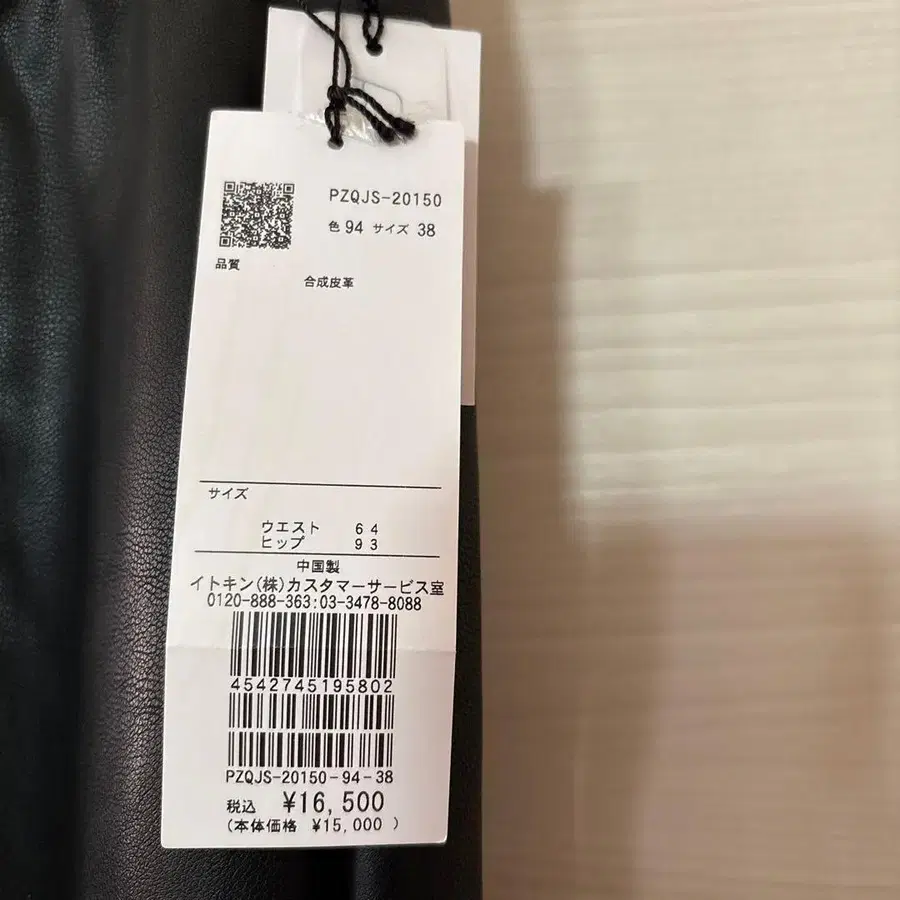 PZQJS-20150
色 94 サイズ 38
品質
合成皮革
サイズ
ウエスト 64
ヒップ 93
中国製
イトキン(株)カスタマーサービス室
0120-888-363:03-3478-8088
4542745195802
PZQJS-20150-94-38
税込 ¥16,500
(本体価格 ¥15,000 )